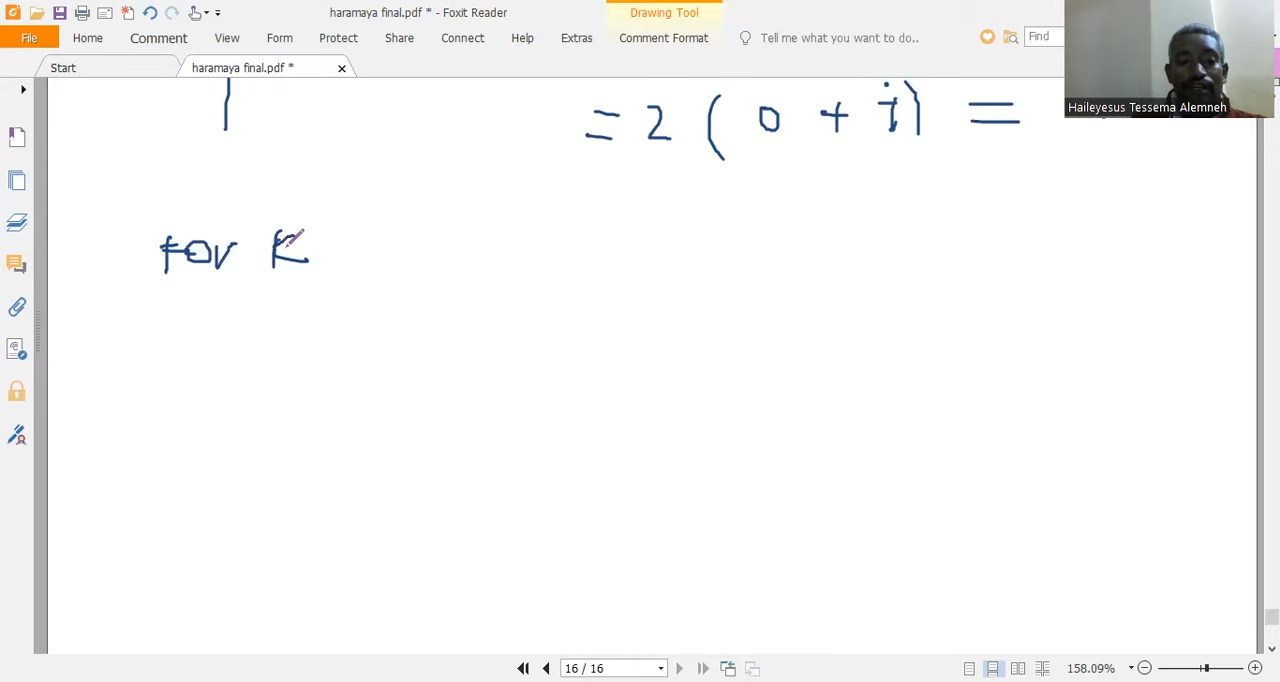 haramaya final.pdf * - Foxit Reader
Drawing Tool
File
Home
Comment
View
Form
Protect
Share
Connect
Help
Extras
Comment Format
Tell me what you want to do..
Find
Start
haramaya final.pdf *
Haileyesus Tessema Alemneh
= 2 ( 0 + i ) =
for K
16 / 16
158.09%